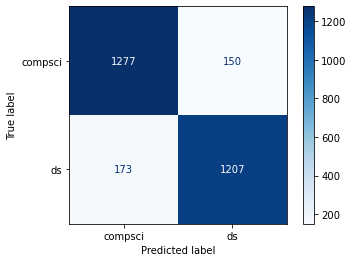 1277
150
173
1207
compsci
ds
compsci
ds
Predicted label
True label
1200
1000
800
600
400
200